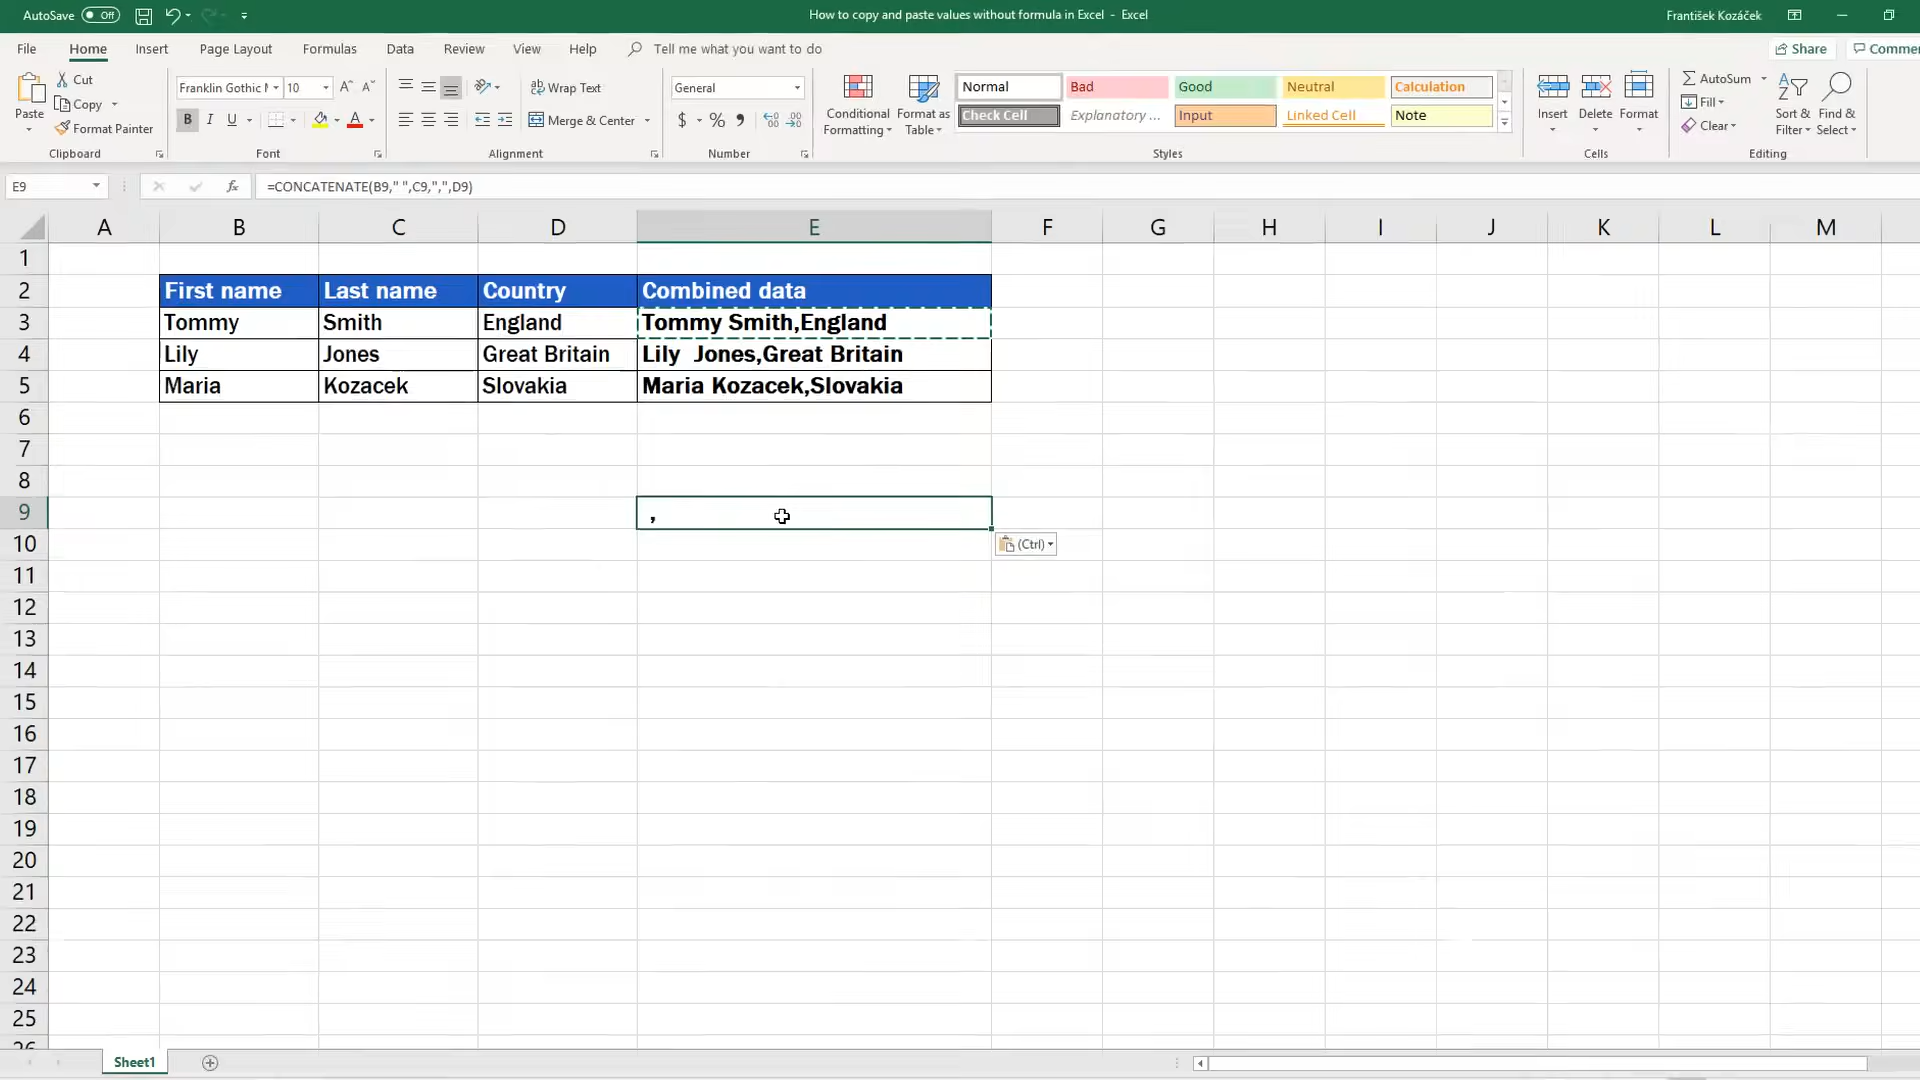 AutoSave Off How to copy and paste values without formula in Excel - Excel František Kozáček
File Home Insert Page Layout Formulas Data Review View Help Tell me what you want to do Share
Cut
Copy
Format Painter
Paste
Clipboard
Franklin Gothic 10
B I U
Font
Wrap Text
Merge & Center
Alignment
General
$ % ,
Number
Conditional Formatting
Format as Table
Normal Bad Good Neutral Calculation
Check Cell Explanatory ... Input Linked Cell Note
Styles
Insert Delete Format
Cells
AutoSum
Fill
Clear
Sort & Filter
Find & Select
Editing
E9 fx =CONCATENATE(B9," ",C9,",",D9)
A B C D E F G H I J K L M
1
2 First name Last name Country Combined data
3 Tommy Smith England Tommy Smith,England
4 Lily Jones Great Britain Lily  Jones,Great Britain
5 Maria Kozacek Slovakia Maria Kozacek,Slovakia
6
7
8
9 ,
10 (Ctrl)
11
12
13
14
15
16
17
18
19
20
21
22
23
24
25
26
Sheet1